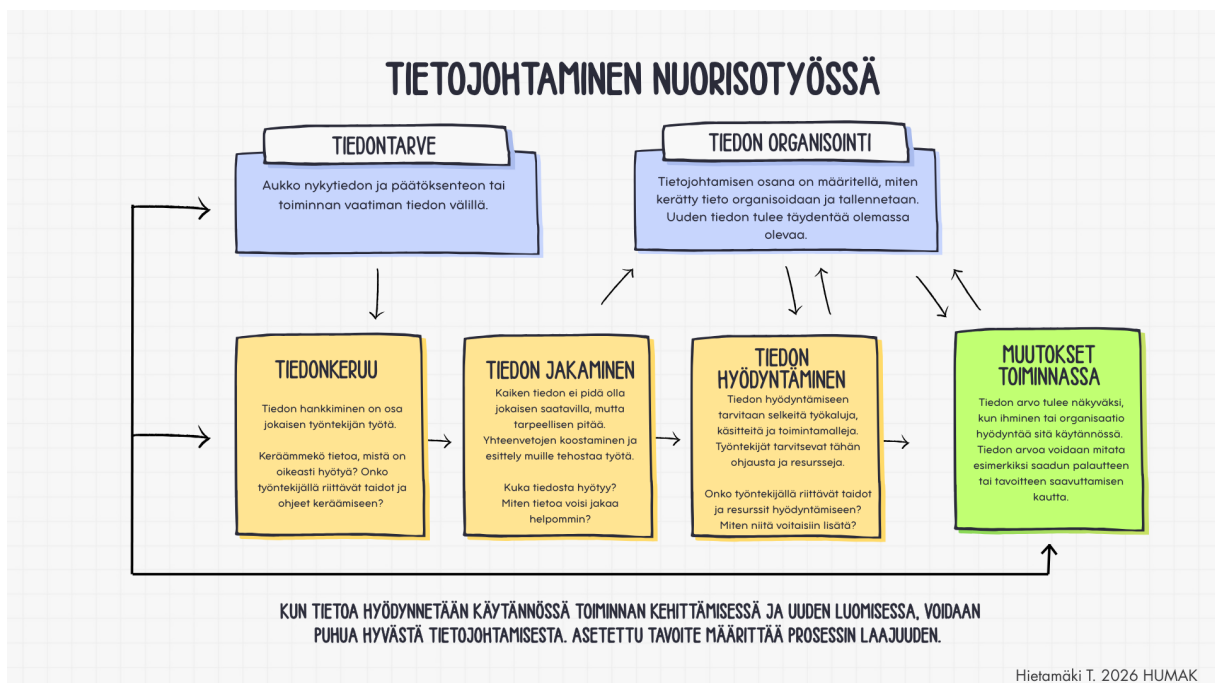 TIETOJOHTAMINEN NUORISOTYÖSSÄ
TIEDONTARVE
Aukko nykytiedon ja päätöksenteon tai
toiminnan vaatiman tiedon välillä.
TIEDON ORGANISOINTI
Tietojohtamisen osana on määritellä, miten
kerätty tieto organisoidaan ja tallennetaan.
Uuden tiedon tulee täydentää olemassa
olevaa.
TIEDONKERUU
Tiedon hankkiminen on osa
jokaisen työntekijän työtä.
Keräämmekö tietoa, mistä on
oikeasti hyötyä? Onko
työntekijällä riittävät taidot ja
ohjeet keräämiseen?
TIEDON JAKAMINEN
Kaiken tiedon ei pidä olla
jokaisen saatavilla, mutta
tarpeellisen pitää.
Yhteenvetojen koostaminen ja
esittely muille tehostaa työtä.
Kuka tiedosta hyötyy?
Miten tietoa voisi jakaa
helpommin?
TIEDON
HYÖDYNTÄMINEN
Tiedon hyödyntämiseen
tarvitaan selkeitä työkaluja,
käsitteitä ja toimintamalleja.
Työntekijät tarvitsevat tähän
ohjausta ja resursseja.
Onko työntekijällä riittävät taidot
ja resurssit hyödyntämiseen?
Miten niitä voitaisiin lisätä?
MUUTOKSET
TOIMINNASSA
Tiedon arvo tulee näkyväksi,
kun ihminen tai organisaatio
hyödyntää sitä käytännössä.
Tiedon arvoa voidaan mitata
esimerkiksi saadun palautteen
tai tavoitteen saavuttamisen
kautta.
KUN TIETOA HYÖDYNNETÄÄN KÄYTÄNNÖSSÄ TOIMINNAN KEHITTÄMISESSÄ JA UUDEN LUOMISESSA, VOIDAAN
PUHUA HYVÄSTÄ TIETOJOHTAMISESTA. ASETETTU TAVOITE MÄÄRITTÄÄ PROSESSIN LAAJUUDEN.
Hietamäki T. 2026 HUMAK